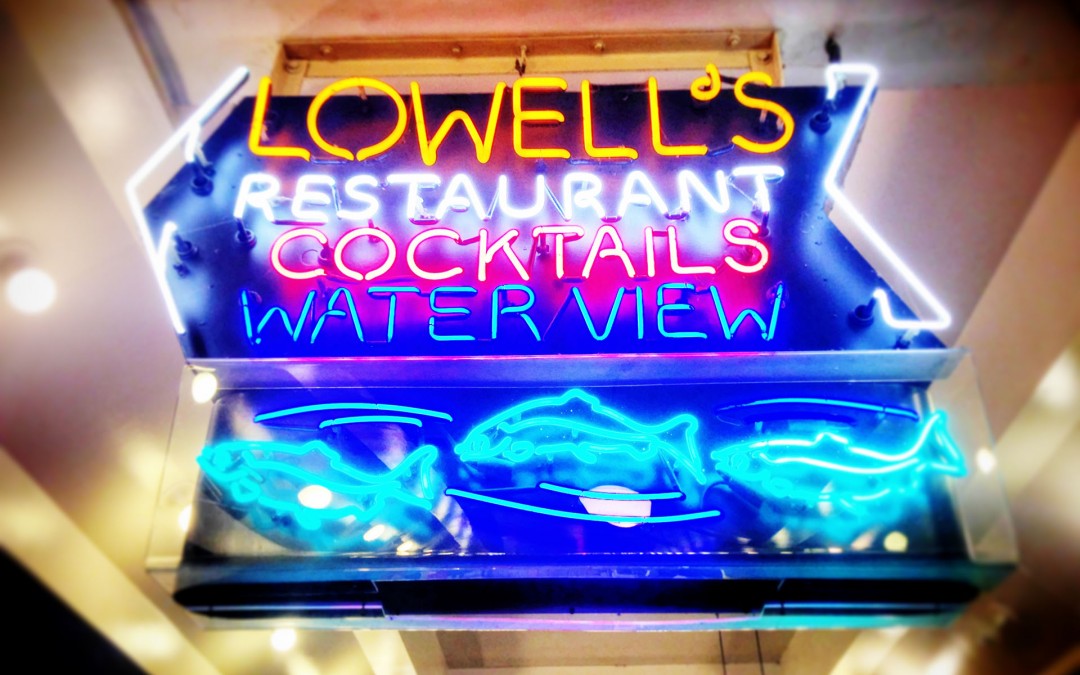 LOWELL'S
RESTAURANT
COCKTAILS
WATER VIEW